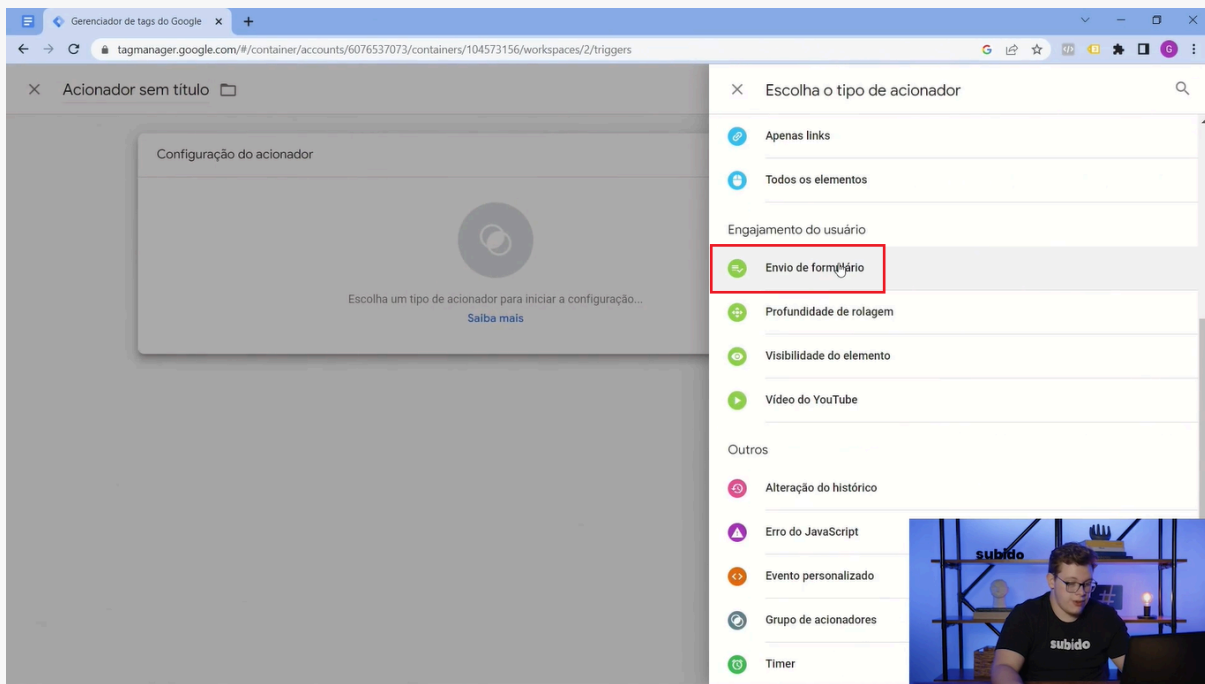 Gerenciador de tags do Google
tagmanager.google.com/#/container/accounts/6076537073/containers/104573156/workspaces/2/triggers
G
Acionador sem título
Configuração do acionador
Escolha um tipo de acionador para iniciar a configuração...
Saiba mais
Escolha o tipo de acionador
Apenas links
Todos os elementos
Engajamento do usuário
Envio de formulário
Profundidade de rolagem
Visibilidade do elemento
Vídeo do YouTube
Outros
Alteração do histórico
Erro do JavaScript
Evento personalizado
Grupo de acionadores
Timer
subido
#
subido